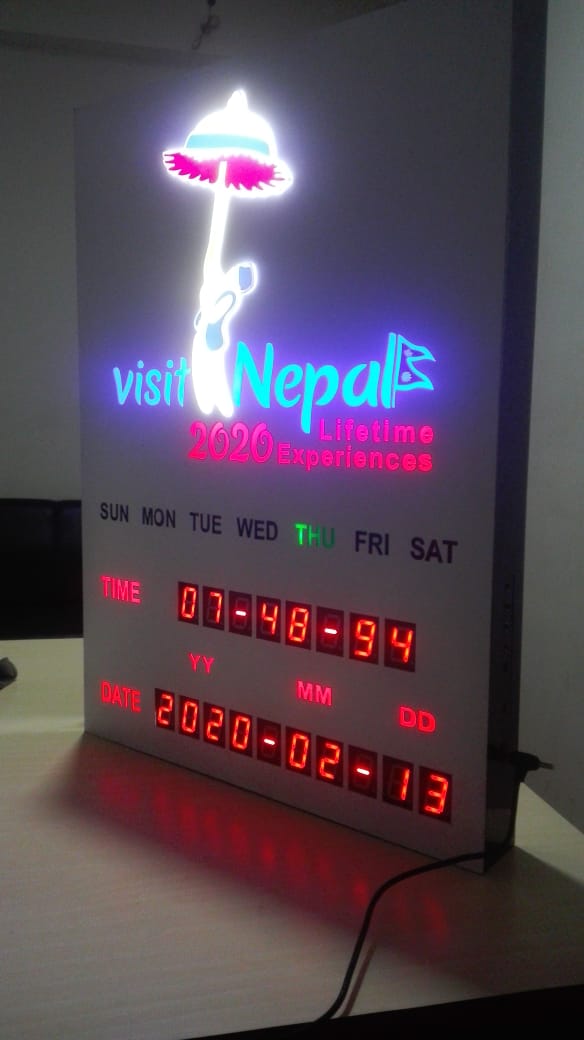 visit Nepal
2020 Lifetime
Experiences
SUN MON TUE WED THU FRI SAT
TIME 07-48-94
YY MM DD
DATE 2020-02-13